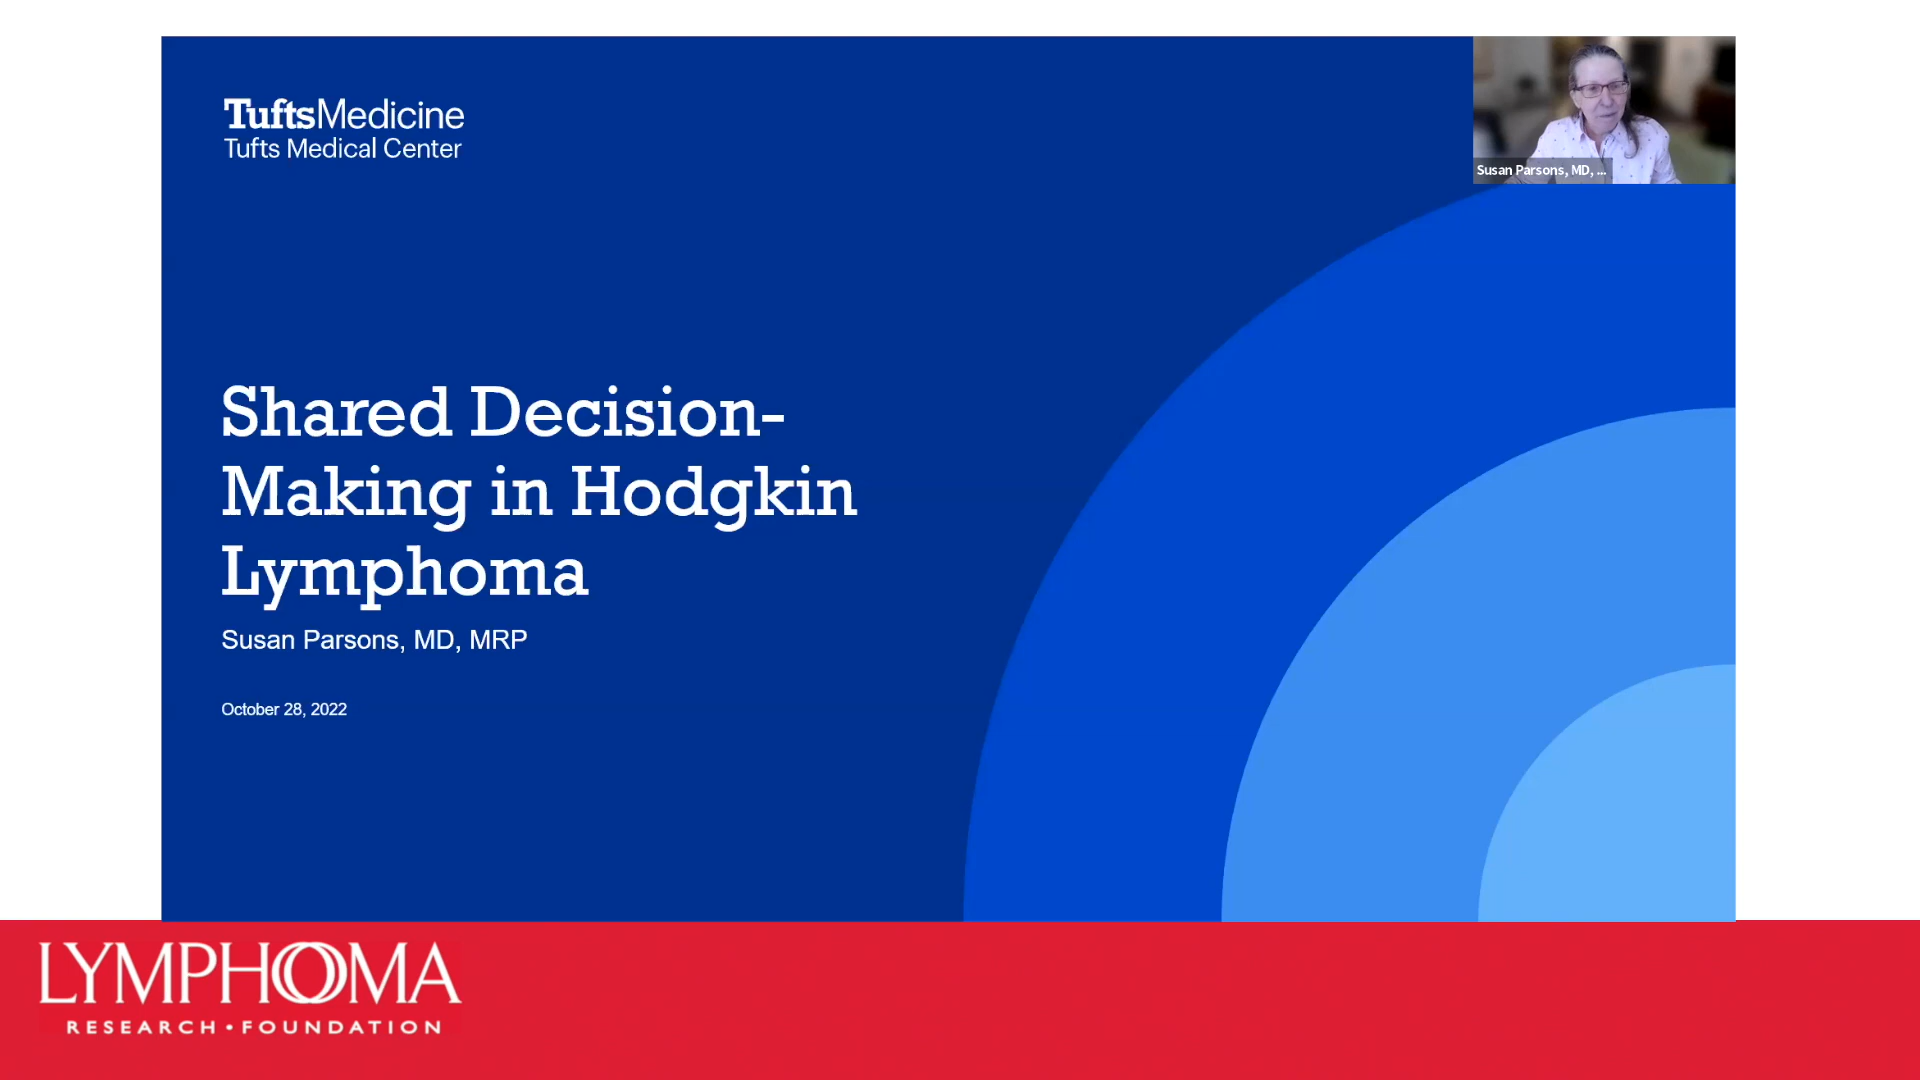 TuftsMedicine
Tufts Medical Center
Susan Parsons, MD, ...
Shared Decision-
Making in Hodgkin
Lymphoma
Susan Parsons, MD, MRP
October 28, 2022
LYMPHOMA
RESEARCH • FOUNDATION